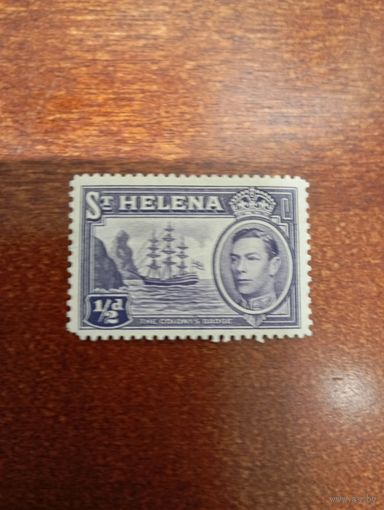 ST HELENA
1/2d
THE COLONY'S BADGE